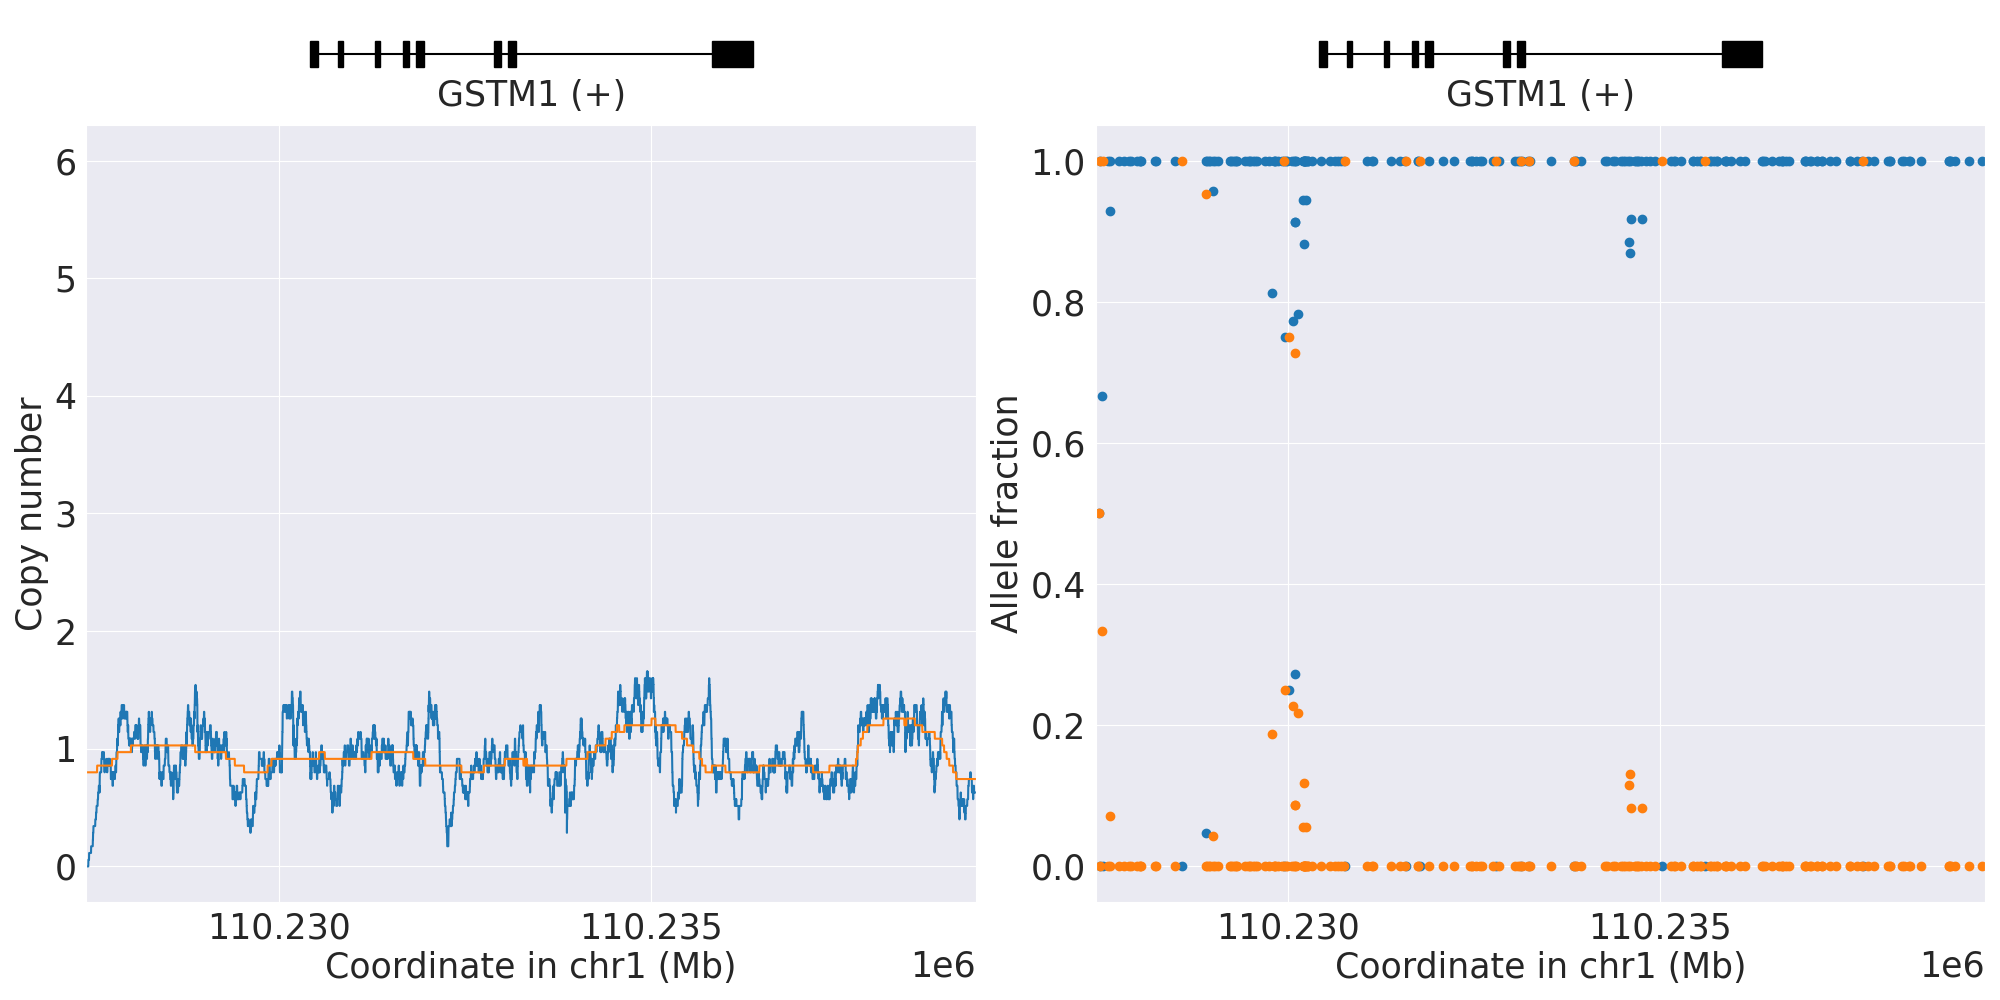 GSTM1 (+)
6
5
4
3
2
1
0
Copy number
110.230
110.235
Coordinate in chr1 (Mb)
1e6
GSTM1 (+)
1.0
0.8
0.6
0.4
0.2
0.0
Allele fraction
110.230
110.235
Coordinate in chr1 (Mb)
1e6